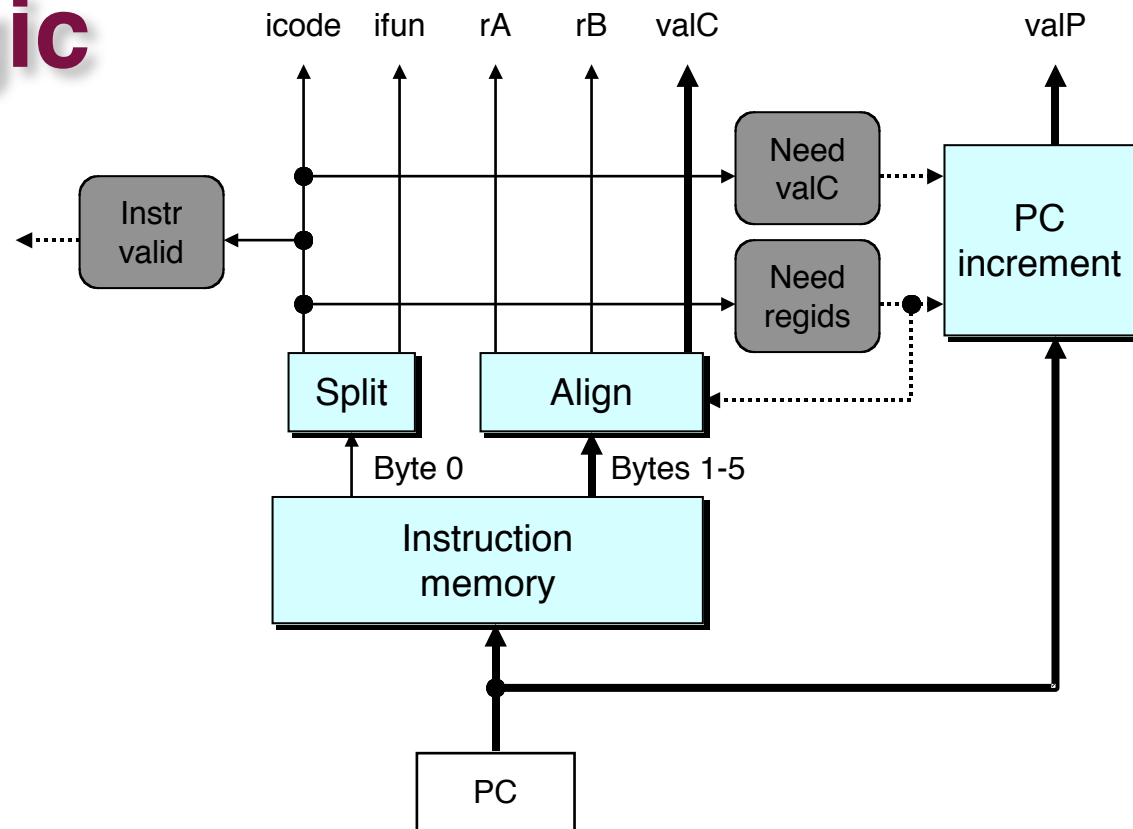 ic
icode ifun rA rB valC valP
Need
valC
Instr
valid
PC
increment
Need
regids
Split
Align
Byte 0
Bytes 1-5
Instruction
memory
PC